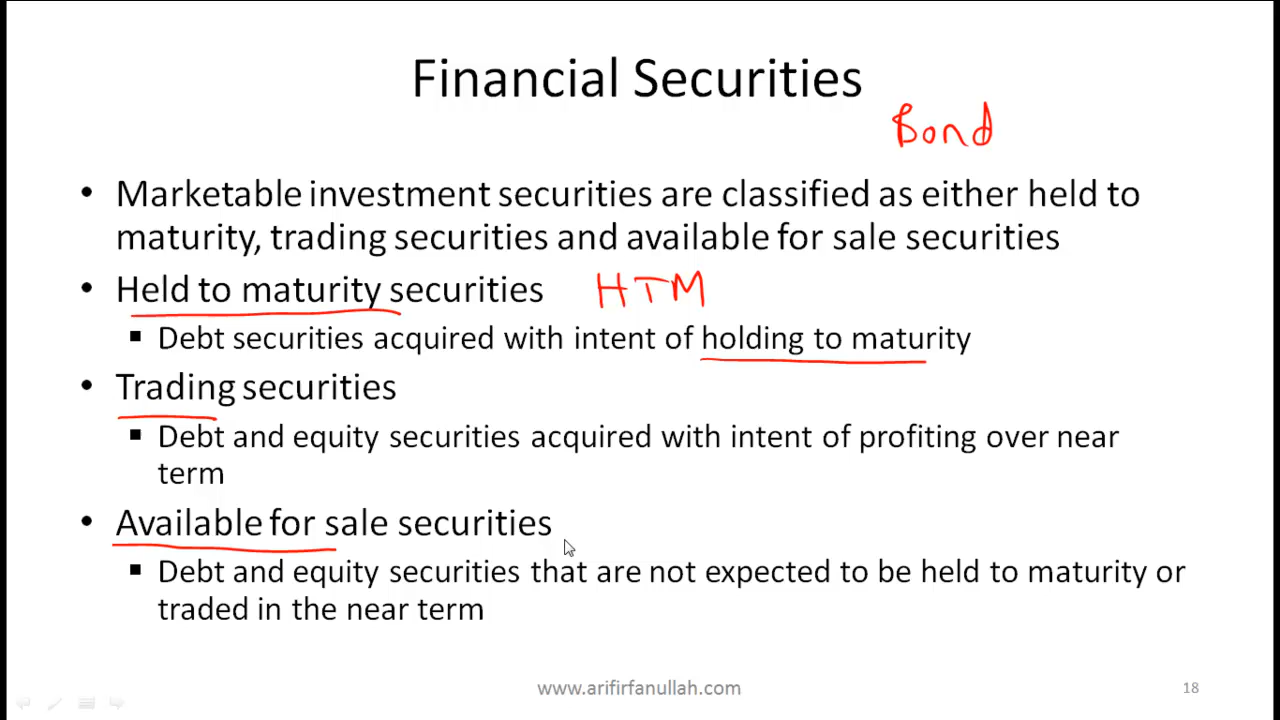 Financial Securities
Bond
• Marketable investment securities are classified as either held to
maturity, trading securities and available for sale securities
• Held to maturity securities HTM
▪ Debt securities acquired with intent of holding to maturity
• Trading securities
▪ Debt and equity securities acquired with intent of profiting over near
term
• Available for sale securities
▪ Debt and equity securities that are not expected to be held to maturity or
traded in the near term
www.arifirfanullah.com 18